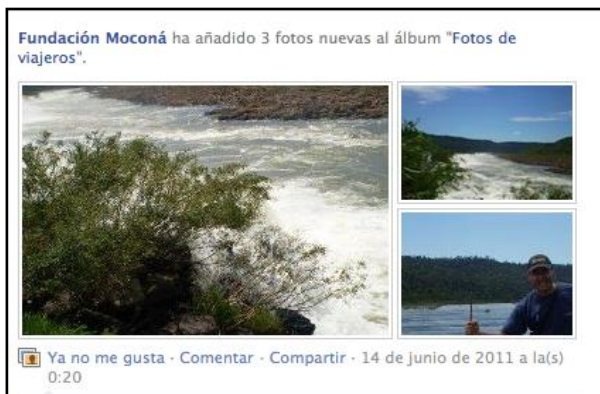 Fundación Moconá ha añadido 3 fotos nuevas al álbum "Fotos de
viajeros".
Ya no me gusta · Comentar · Compartir · 14 de junio de 2011 a la(s)
0:20